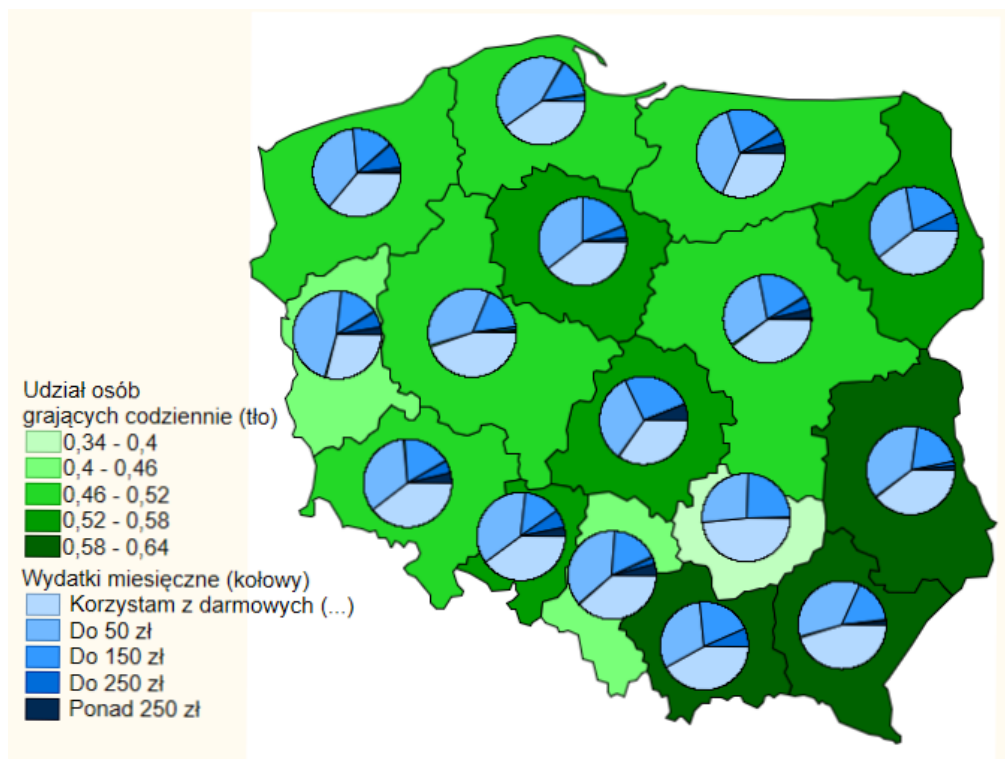 Udział osób
grających codziennie (tło)
0,34 - 0,4
0,4 - 0,46
0,46 - 0,52
0,52 - 0,58
0,58 - 0,64
Wydatki miesięczne (kołowy)
Korzystam z darmowych (...)
Do 50 zł
Do 150 zł
Do 250 zł
Ponad 250 zł